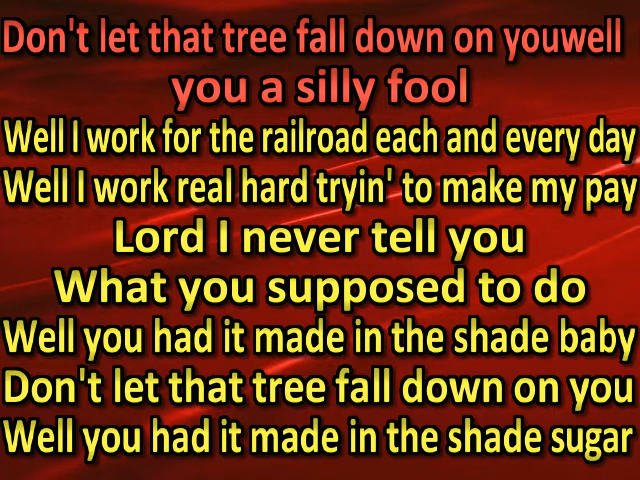 Don't let that tree fall down on youwell
you a silly fool
Well I work for the railroad each and every day
Well I work real hard tryin' to make my pay
Lord I never tell you
What you supposed to do
Well you had it made in the shade baby
Don't let that tree fall down on you
Well you had it made in the shade sugar